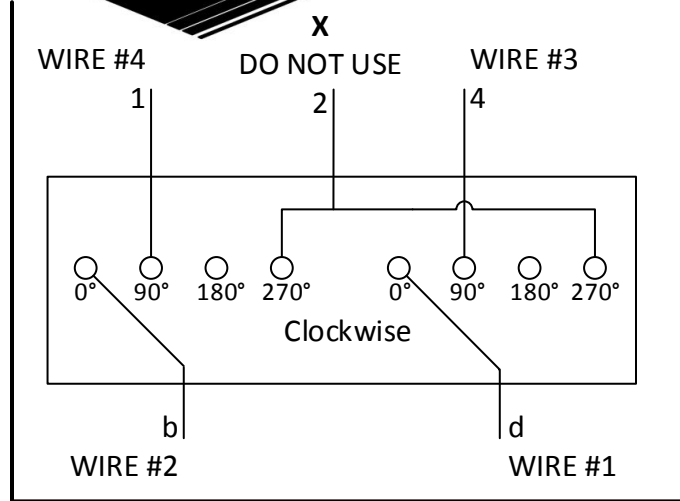 X
WIRE #4 DO NOT USE WIRE #3
1 2 4
0° 90° 180° 270° 0° 90° 180° 270°
Clockwise
b d
WIRE #2 WIRE #1